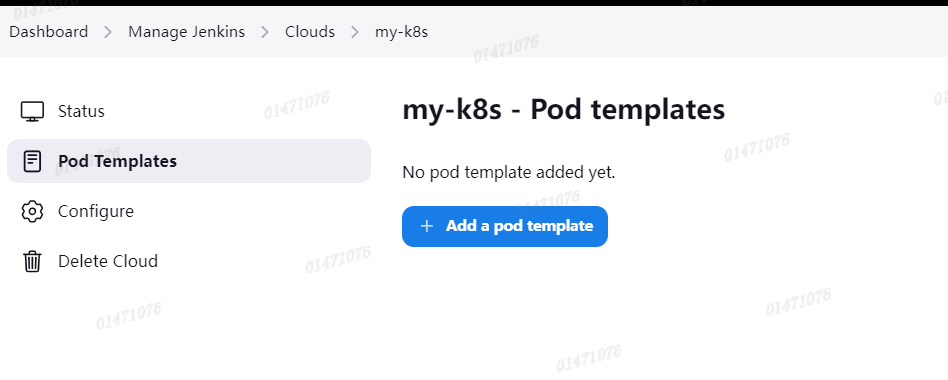 Dashboard > Manage Jenkins > Clouds > my-k8s
Status
Pod Templates
Configure
Delete Cloud
my-k8s - Pod templates
No pod template added yet.
+ Add a pod template
01471076
01471076
01471076
01471076
01471076
01471076
01471076
01471076
01471076
01471076